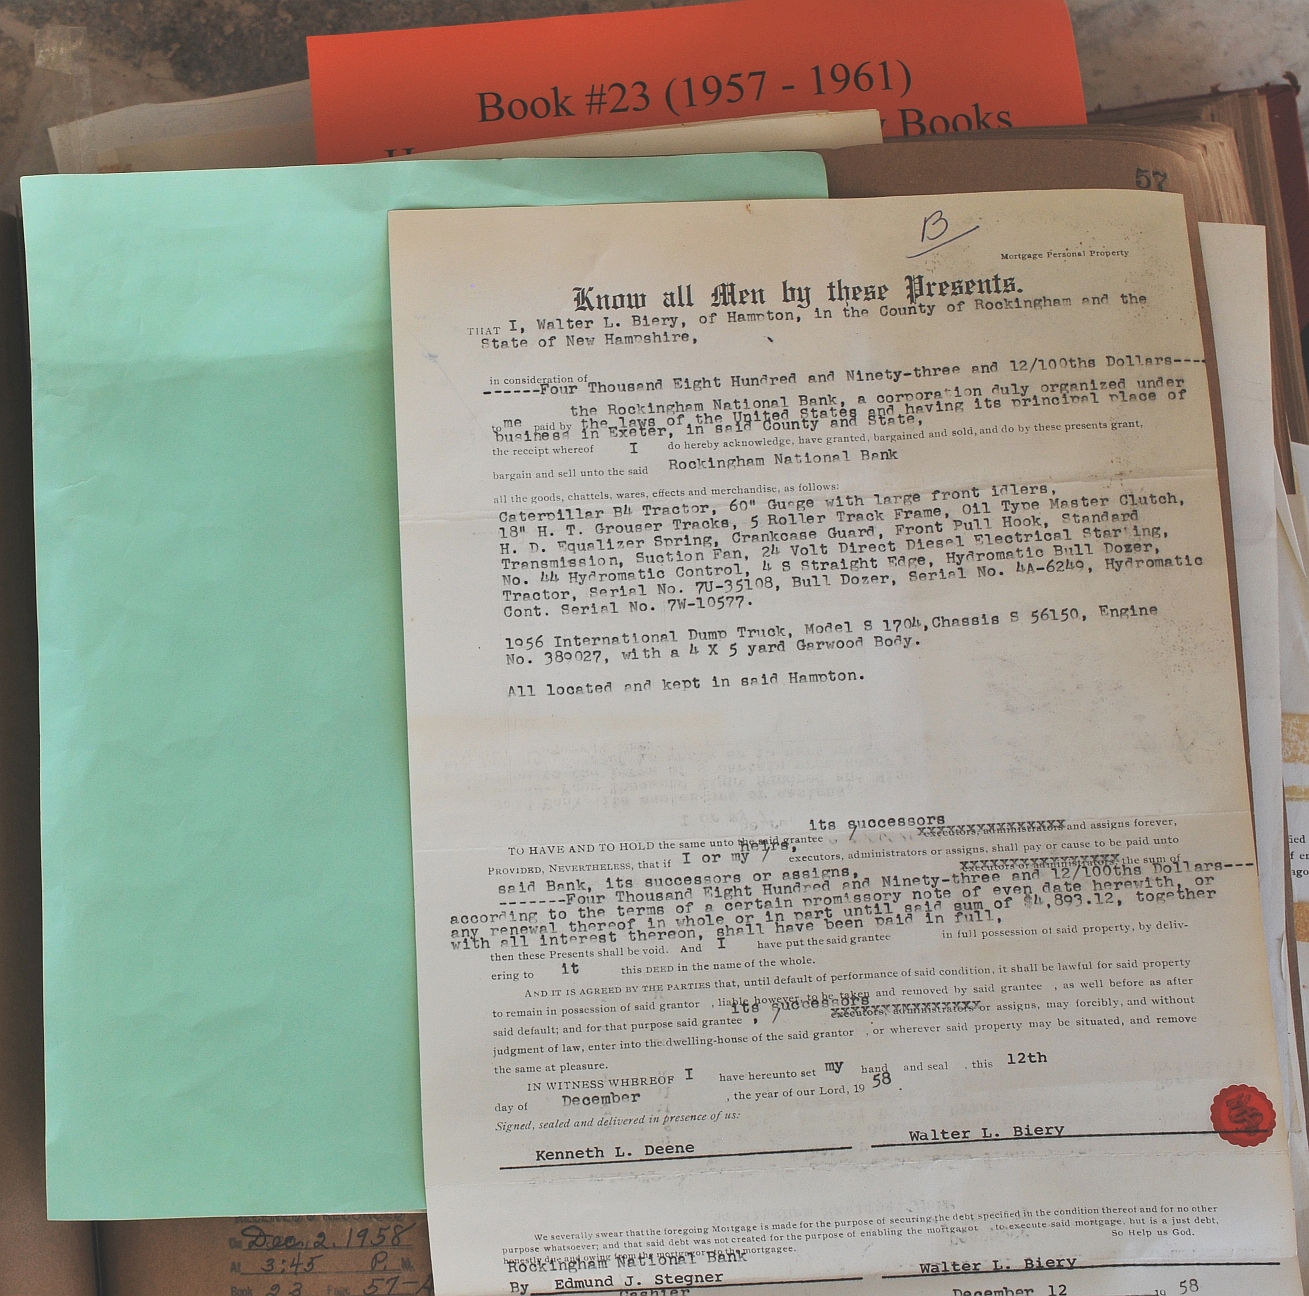 Book #23 (1957 - 1961)
Books
57
B
Mortgage Personal Property
Know all Men by these Presents.
THAT I, Walter L. Biery, of Hampton, in the County of Rockingham and the
State of New Hampshire,
in consideration of
------Four Thousand Eight Hundred and Ninety-three and 12/100ths Dollars----
the Rockingham National Bank, a corporation duly organized under
to me paid by the laws of the United States and having its principal place of
business in Exeter, in said County and State,
the receipt whereof I do hereby acknowledge, have granted, bargained and sold, and do by these presents grant,
bargain and sell unto the said Rockingham National Bank
all the goods, chattels, wares, effects and merchandise, as follows:
Caterpillar B4 Tractor, 60" Guage with large front idlers,
18" H. T. Grouser Tracks, 5 Roller Track Frame, Oil Type Master Clutch,
H. D. Equalizer Spring, Crankcase Guard, Front Pull Hook, Standard
Transmission, Suction Fan, 24 Volt Direct Diesel Electrical Starting,
No. 44 Hydromatic Control, 4 S Straight Edge, Hydromatic Bull Dozer,
Tractor, Serial No. 7U-35108, Bull Dozer, Serial No. 4A-6249, Hydromatic
Cont. Serial No. 7W-10577.
1956 International Dump Truck, Model S 1704, Chassis S 56150, Engine
No. 389027, with a 4 X 5 yard Garwood Body.
All located and kept in said Hampton.
its successors
TO HAVE AND TO HOLD the same unto the said grantee / executors, administrators and assigns forever,
heirs,
PROVIDED, NEVERTHELESS, that if I or my / executors, administrators or assigns, shall pay or cause to be paid unto
executors or administrators, the sum of
said Bank, its successors or assigns,
-------Four Thousand Eight Hundred and Ninety-three and 12/100ths Dollars---
according to the terms of a certain promissory note of even date herewith, or
any renewal thereof in whole or in part until said sum of $4,893.12, together
with all interest thereon, shall have been paid in full,
then these Presents shall be void. And I have put the said grantee in full possession of said property, by deliv-
ering to it this DEED in the name of the whole.
AND IT IS AGREED BY THE PARTIES that, until default of performance of said condition, it shall be lawful for said property
to remain in possession of said grantor , liable however, to be taken and removed by said grantee , as well before as after
its successors
said default; and for that purpose said grantee , / executors, administrators or assigns, may forcibly, and without
judgment of law, enter into the dwelling-house of the said grantor , or wherever said property may be situated, and remove
the same at pleasure.
IN WITNESS WHEREOF I have hereunto set my hand and seal , this 12th
day of December , the year of our Lord, 19 58 .
Signed, sealed and delivered in presence of us:
Kenneth L. Deene Walter L. Biery
We severally swear that the foregoing Mortgage is made for the purpose of securing the debt specified in the condition thereof and for no other
purpose whatsoever; and that said debt was not created for the purpose of enabling the mortgagor to execute said mortgage, but is a just debt,
honestly due and owing from the mortgagor to the mortgagee. So Help us God.
Rockingham National Bank
By Edmund J. Stegner Walter L. Biery
Cashier December 12 19 58
On Dec. 2, 1958
At 3:45 P. M.
Book 23 Page 57-A